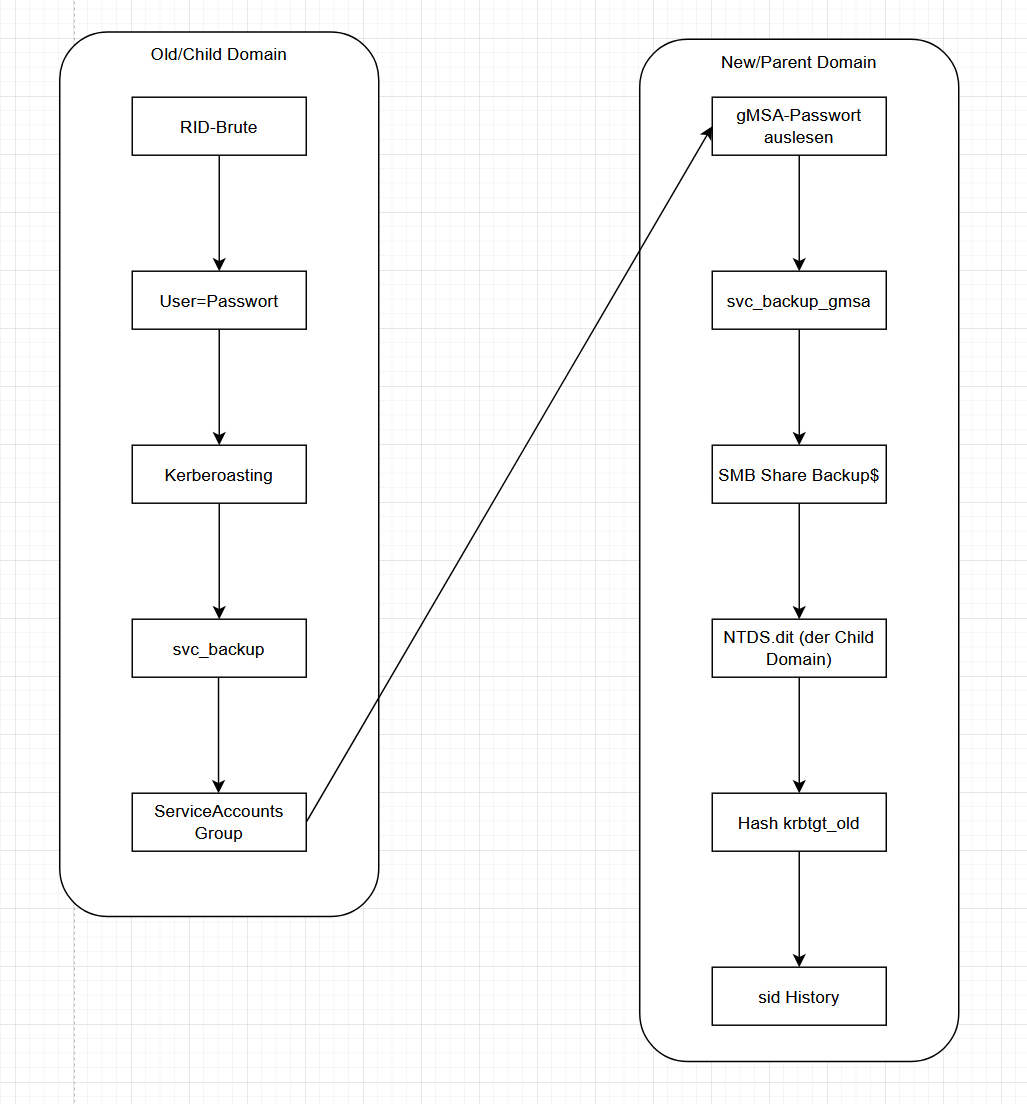 Old/Child Domain
RID-Brute
User=Passwort
Kerberoasting
svc_backup
ServiceAccounts
Group
New/Parent Domain
gMSA-Passwort
auslesen
svc_backup_gmsa
SMB Share Backup$
NTDS.dit (der Child
Domain)
Hash krbtgt_old
sid History